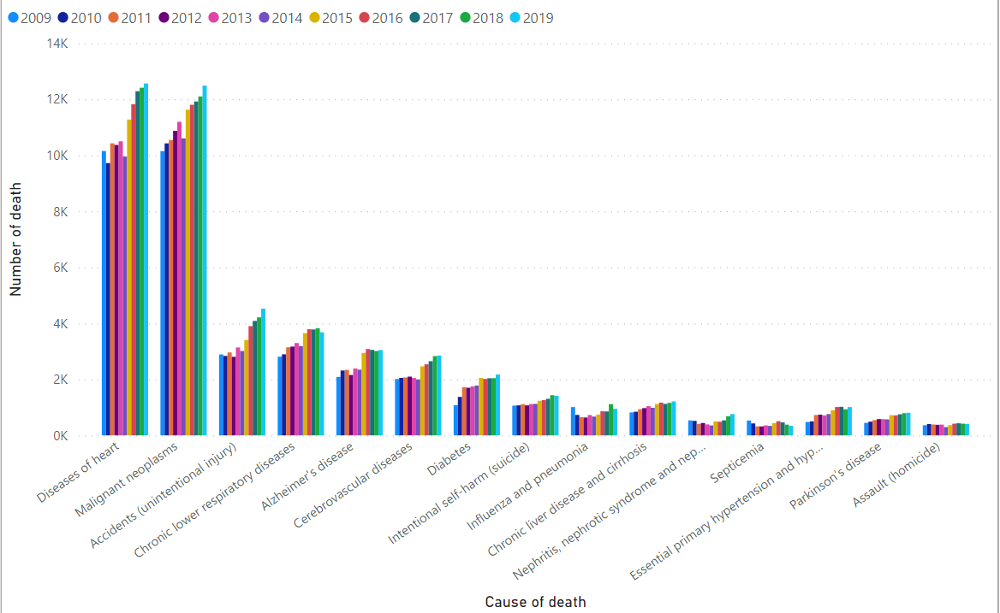 2009 2010 2011 2012 2013 2014 2015 2016 2017 2018 2019
14K
12K
10K
8K
6K
4K
2K
0K
Number of death
Diseases of heart
Malignant neoplasms
Accidents (unintentional injury)
Chronic lower respiratory diseases
Alzheimer's disease
Cerebrovascular diseases
Diabetes
Intentional self-harm (suicide)
Influenza and pneumonia
Chronic liver disease and cirrhosis
Nephritis, nephrotic syndrome and nep...
Septicemia
Essential primary hypertension and hyp...
Parkinson's disease
Assault (homicide)
Cause of death